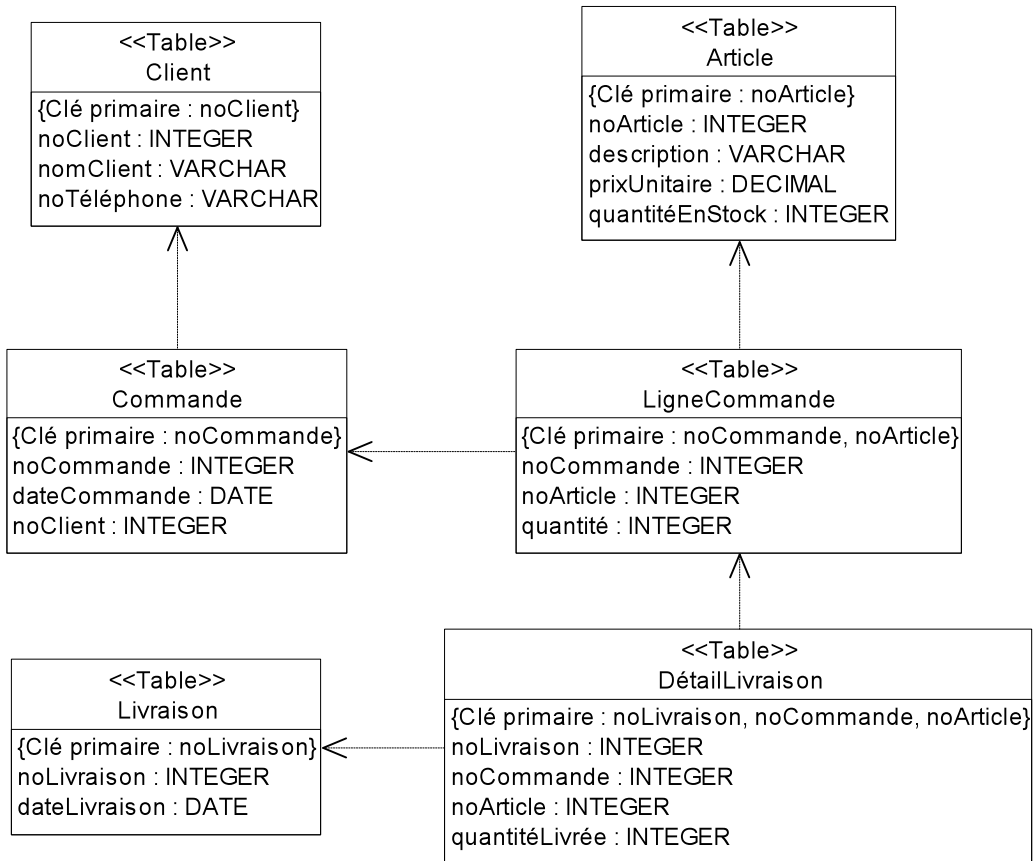 <<Table>>
Client
{Clé primaire : noClient}
noClient : INTEGER
nomClient : VARCHAR
noTéléphone : VARCHAR
<<Table>>
Article
{Clé primaire : noArticle}
noArticle : INTEGER
description : VARCHAR
prixUnitaire : DECIMAL
quantitéEnStock : INTEGER
<<Table>>
Commande
{Clé primaire : noCommande}
noCommande : INTEGER
dateCommande : DATE
noClient : INTEGER
<<Table>>
LigneCommande
{Clé primaire : noCommande, noArticle}
noCommande : INTEGER
noArticle : INTEGER
quantité : INTEGER
<<Table>>
Livraison
{Clé primaire : noLivraison}
noLivraison : INTEGER
dateLivraison : DATE
<<Table>>
DétailLivraison
{Clé primaire : noLivraison, noCommande, noArticle}
noLivraison : INTEGER
noCommande : INTEGER
noArticle : INTEGER
quantitéLivrée : INTEGER